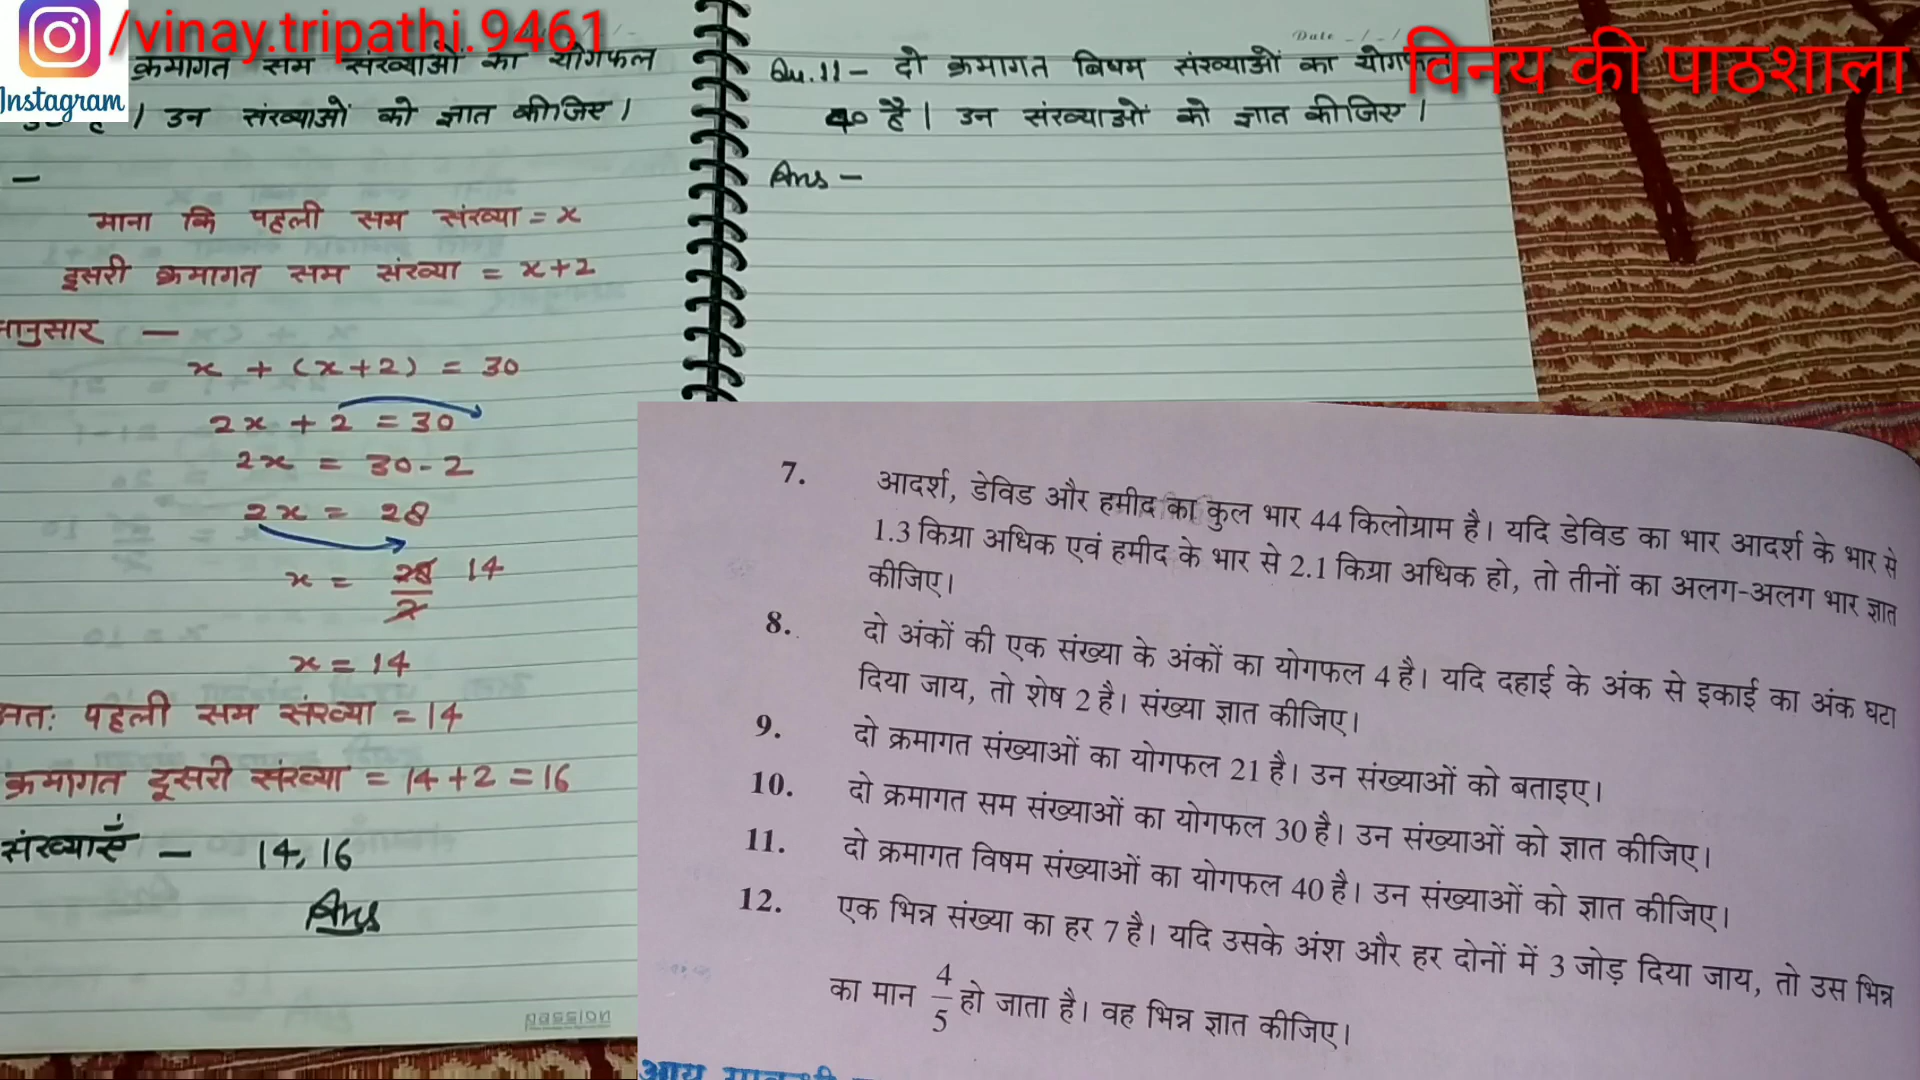 /vinay.tripathi.9461
Instagram
विनय की पाठशाला
क्रमागत सम संख्याओं का योगफल
30 है। उन संख्याओं को ज्ञात कीजिए।
—
माना कि पहली सम संख्या = x
दूसरी क्रमागत सम संख्या = x+2
नानुसार —
x + (x+2) = 30
2x + 2 = 30
2x = 30-2
2x = 28
x = 28/2 14
x = 14
अत: पहली सम संख्या = 14
क्रमागत दूसरी संख्या = 14+2 = 16
संख्याएँ — 14, 16
Ans
Date
Qu.11- दो क्रमागत विषम संख्याओं का योगफ
40 है। उन संख्याओं को ज्ञात कीजिए।
Ans -
7. आदर्श, डेविड और हमीद का कुल भार 44 किलोग्राम है। यदि डेविड का भार आदर्श के भार से
1.3 किग्रा अधिक एवं हमीद के भार से 2.1 किग्रा अधिक हो, तो तीनों का अलग-अलग भार ज्ञात
कीजिए।
8. दो अंकों की एक संख्या के अंकों का योगफल 4 है। यदि दहाई के अंक से इकाई का अंक घटा
दिया जाय, तो शेष 2 है। संख्या ज्ञात कीजिए।
9. दो क्रमागत संख्याओं का योगफल 21 है। उन संख्याओं को बताइए।
10. दो क्रमागत सम संख्याओं का योगफल 30 है। उन संख्याओं को ज्ञात कीजिए।
11. दो क्रमागत विषम संख्याओं का योगफल 40 है। उन संख्याओं को ज्ञात कीजिए।
12. एक भिन्न संख्या का हर 7 है। यदि उसके अंश और हर दोनों में 3 जोड़ दिया जाय, तो उस भिन्न
का मान 4/5 हो जाता है। वह भिन्न ज्ञात कीजिए।